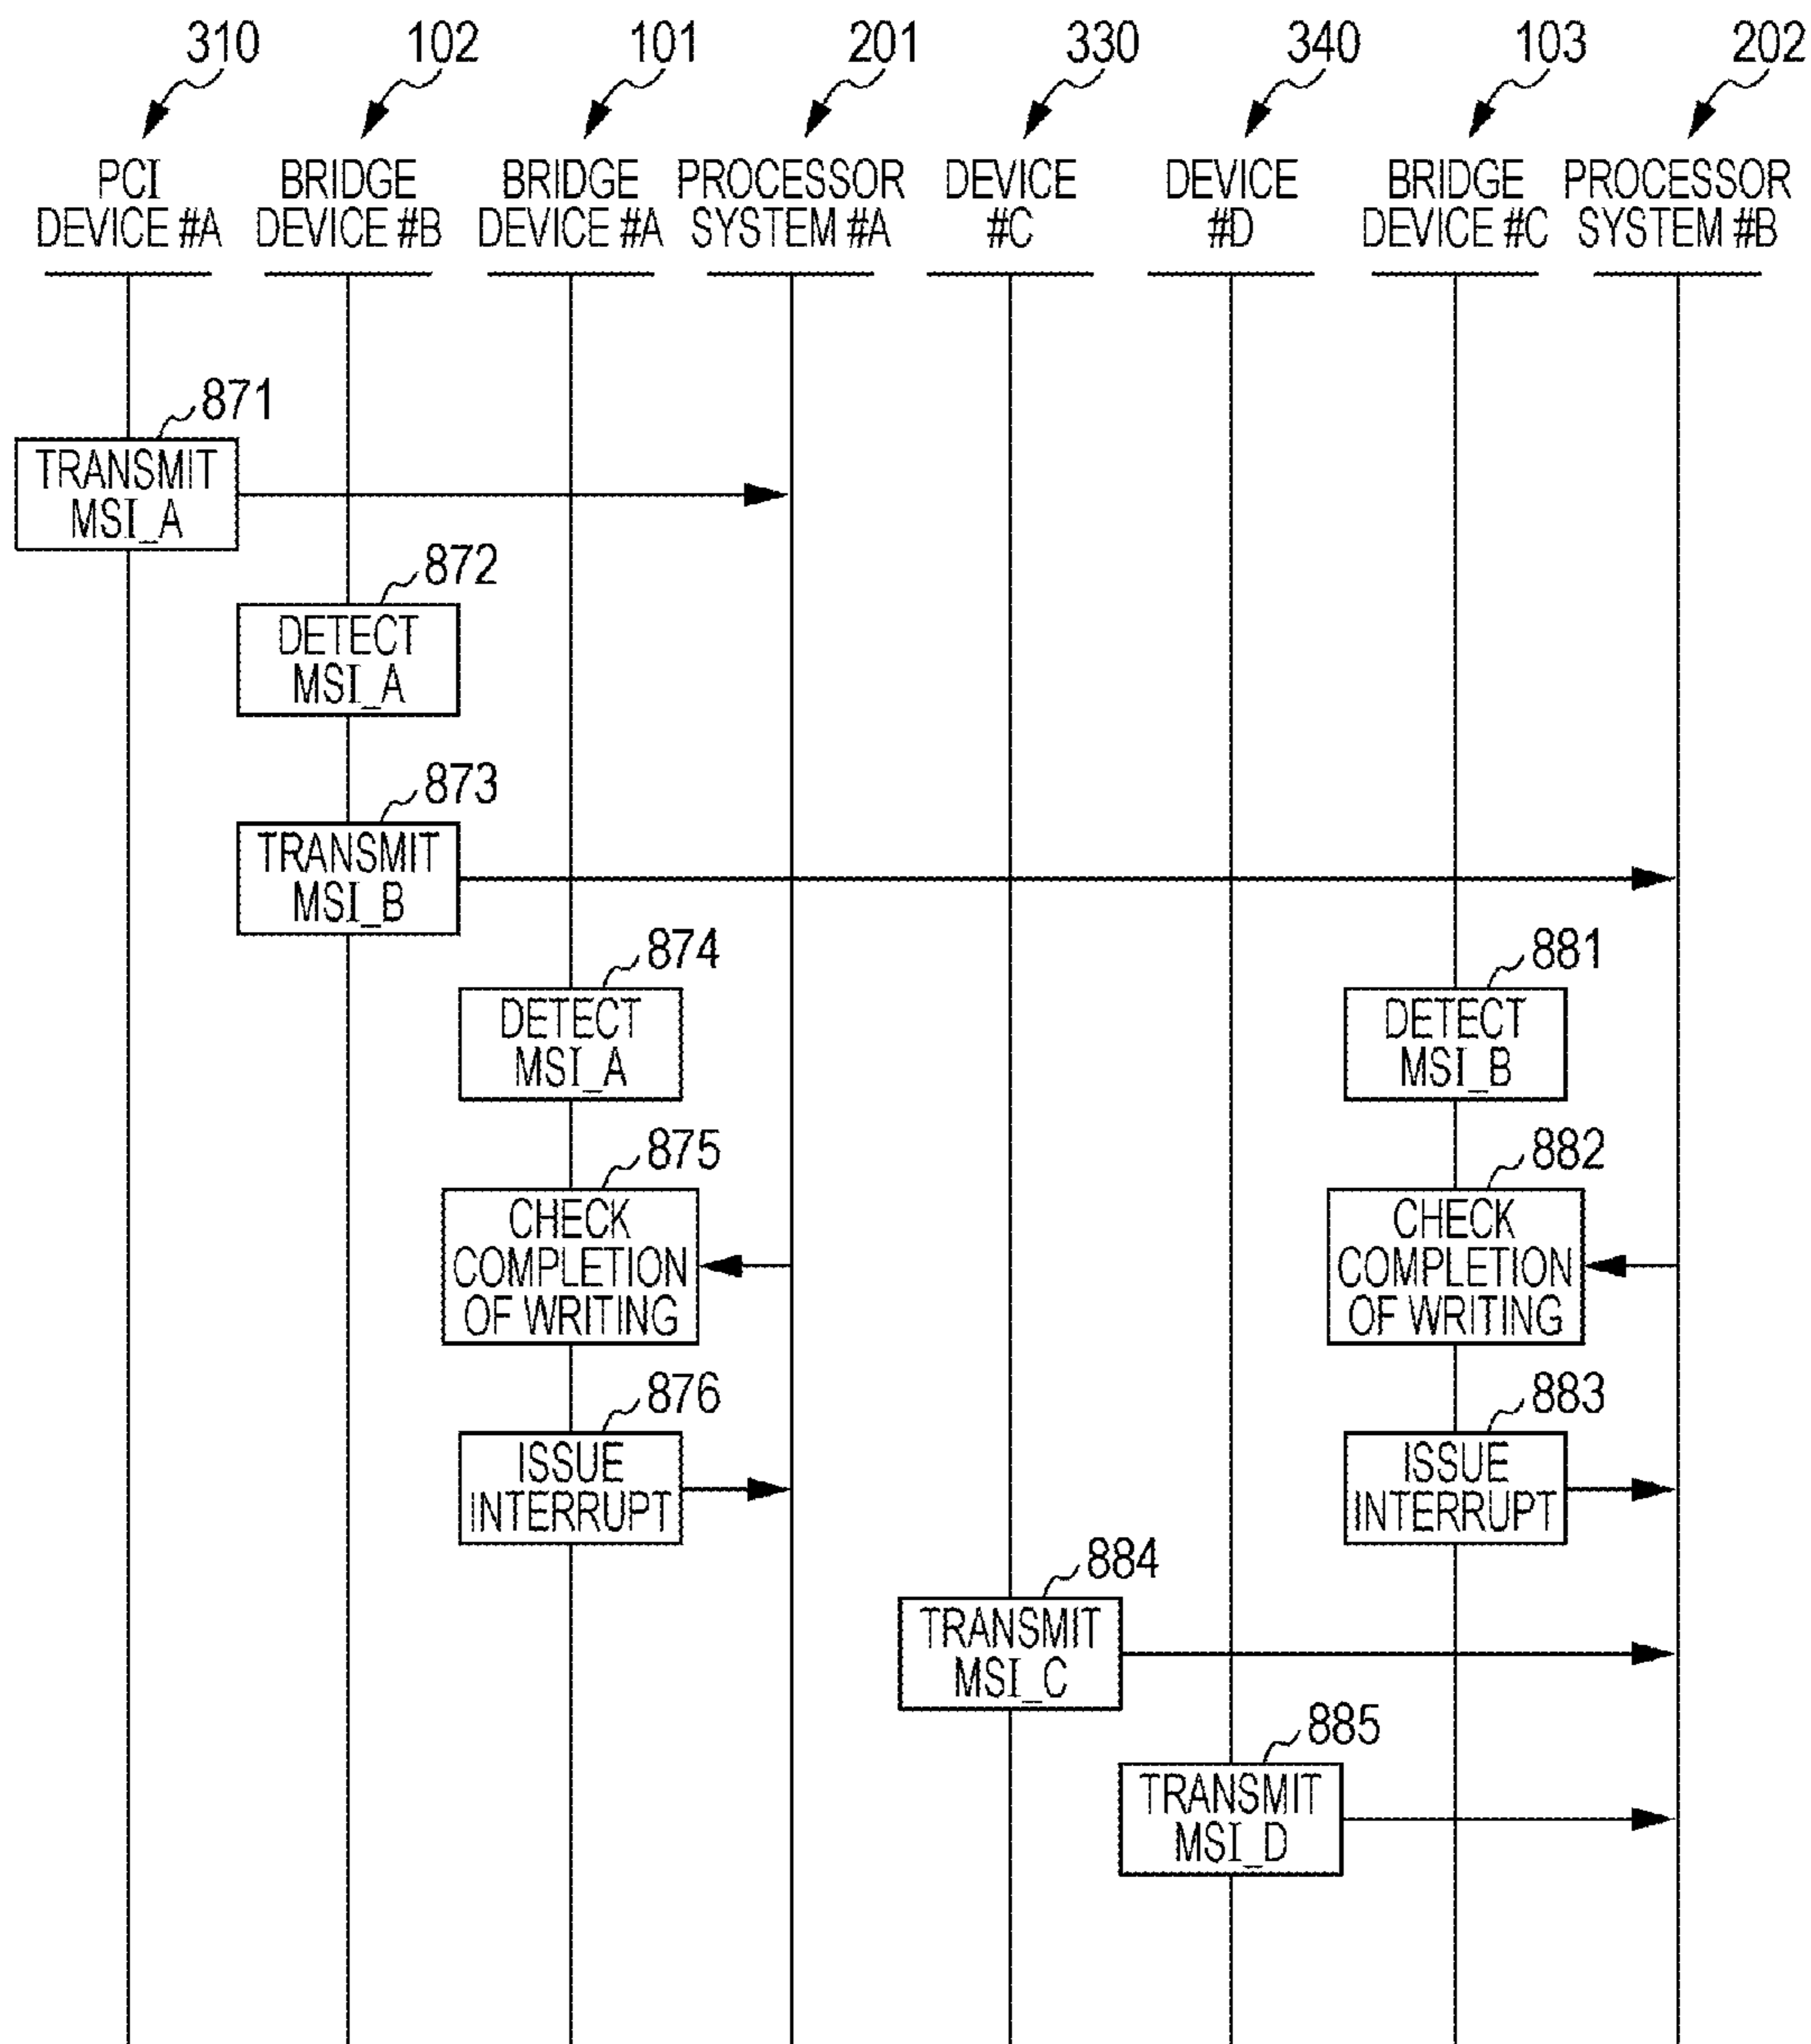 310 102 101 201 330 340 103 202
PCI BRIDGE BRIDGE PROCESSOR DEVICE DEVICE BRIDGE PROCESSOR
DEVICE #A DEVICE #B DEVICE #A SYSTEM #A #C #D DEVICE #C SYSTEM #B
871
TRANSMIT
MSI_A
872
DETECT
MSI_A
873
TRANSMIT
MSI_B
874 881
DETECT DETECT
MSI_A MSI_B
875 882
CHECK CHECK
COMPLETION COMPLETION
OF WRITING OF WRITING
876 883
ISSUE ISSUE
INTERRUPT INTERRUPT
884
TRANSMIT
MSI_C
885
TRANSMIT
MSI_D